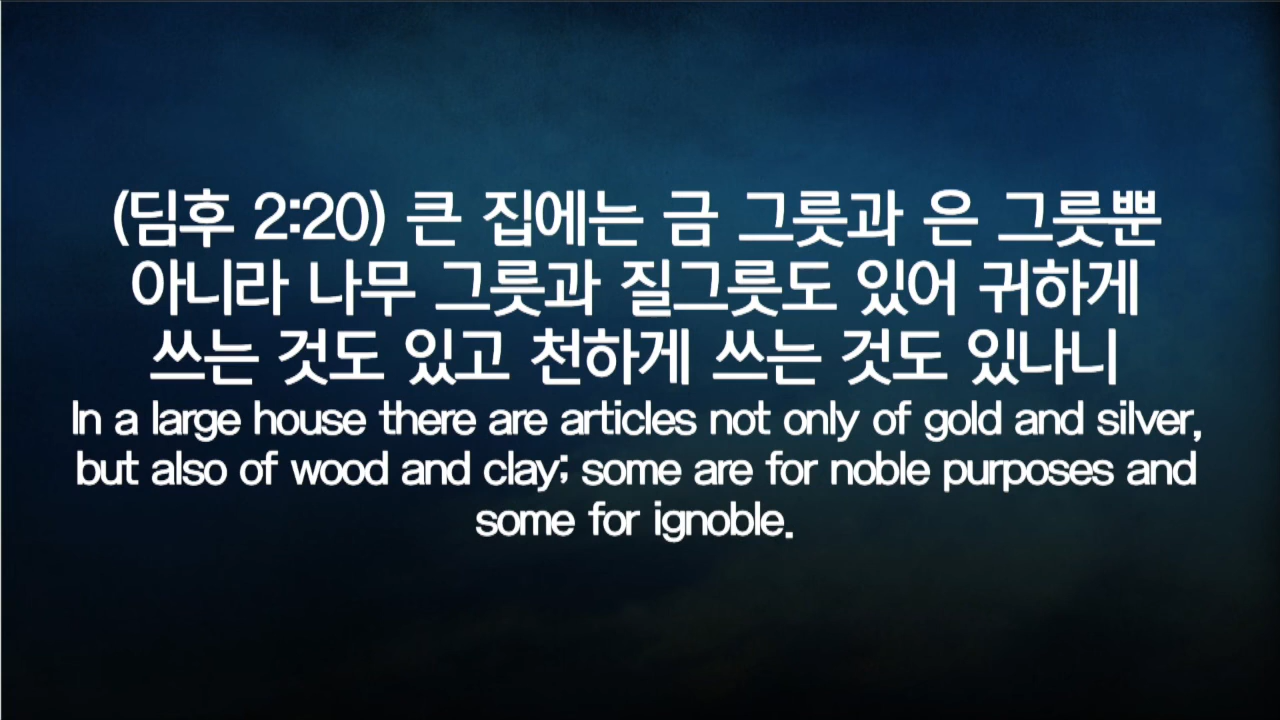 (딤후 2:20) 큰 집에는 금 그릇과 은 그릇뿐
아니라 나무 그릇과 질그릇도 있어 귀하게
쓰는 것도 있고 천하게 쓰는 것도 있나니
In a large house there are articles not only of gold and silver,
but also of wood and clay; some are for noble purposes and
some for ignoble.